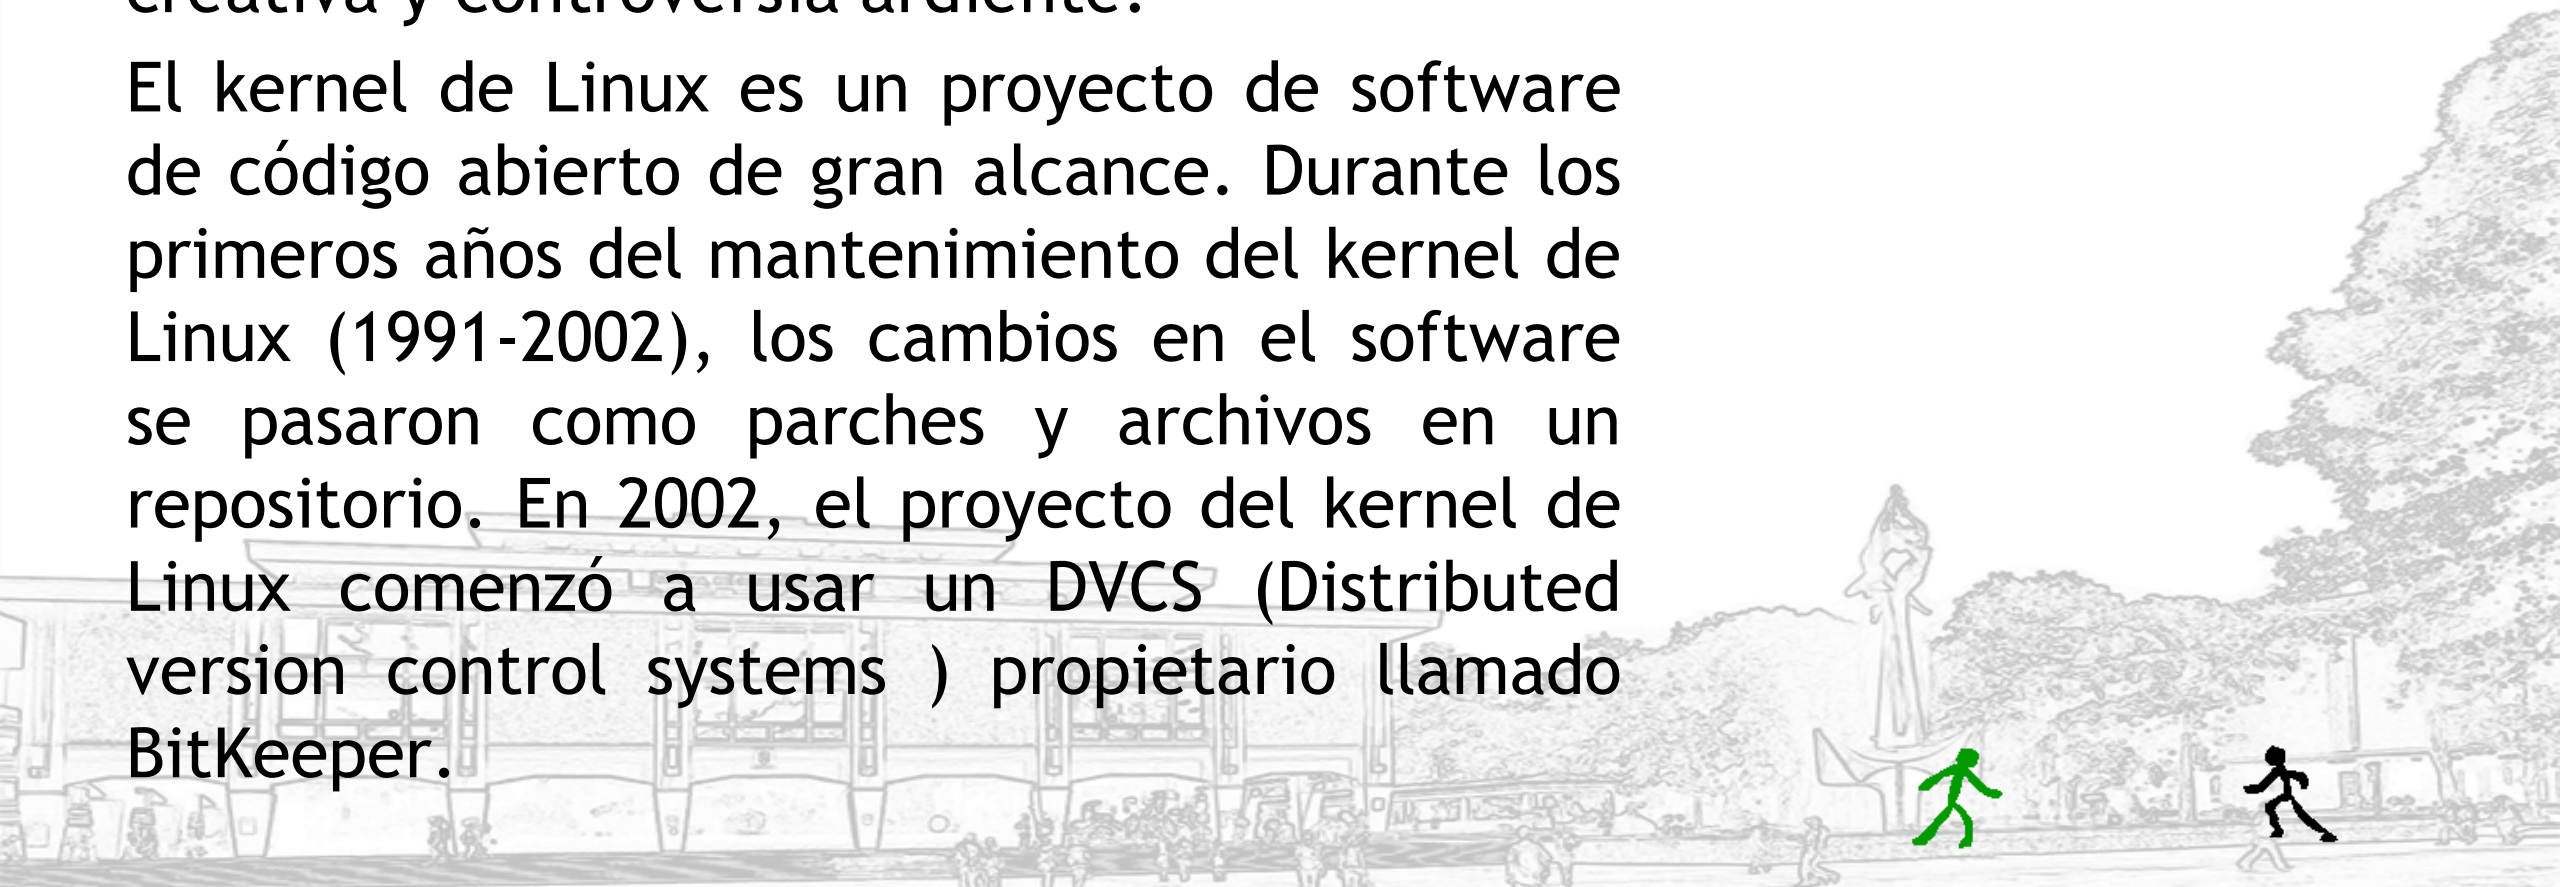 creativa y controversia ardiente.
El kernel de Linux es un proyecto de software
de código abierto de gran alcance. Durante los
primeros años del mantenimiento del kernel de
Linux (1991-2002), los cambios en el software
se pasaron como parches y archivos en un
repositorio. En 2002, el proyecto del kernel de
Linux comenzó a usar un DVCS (Distributed
version control systems ) propietario llamado
BitKeeper.